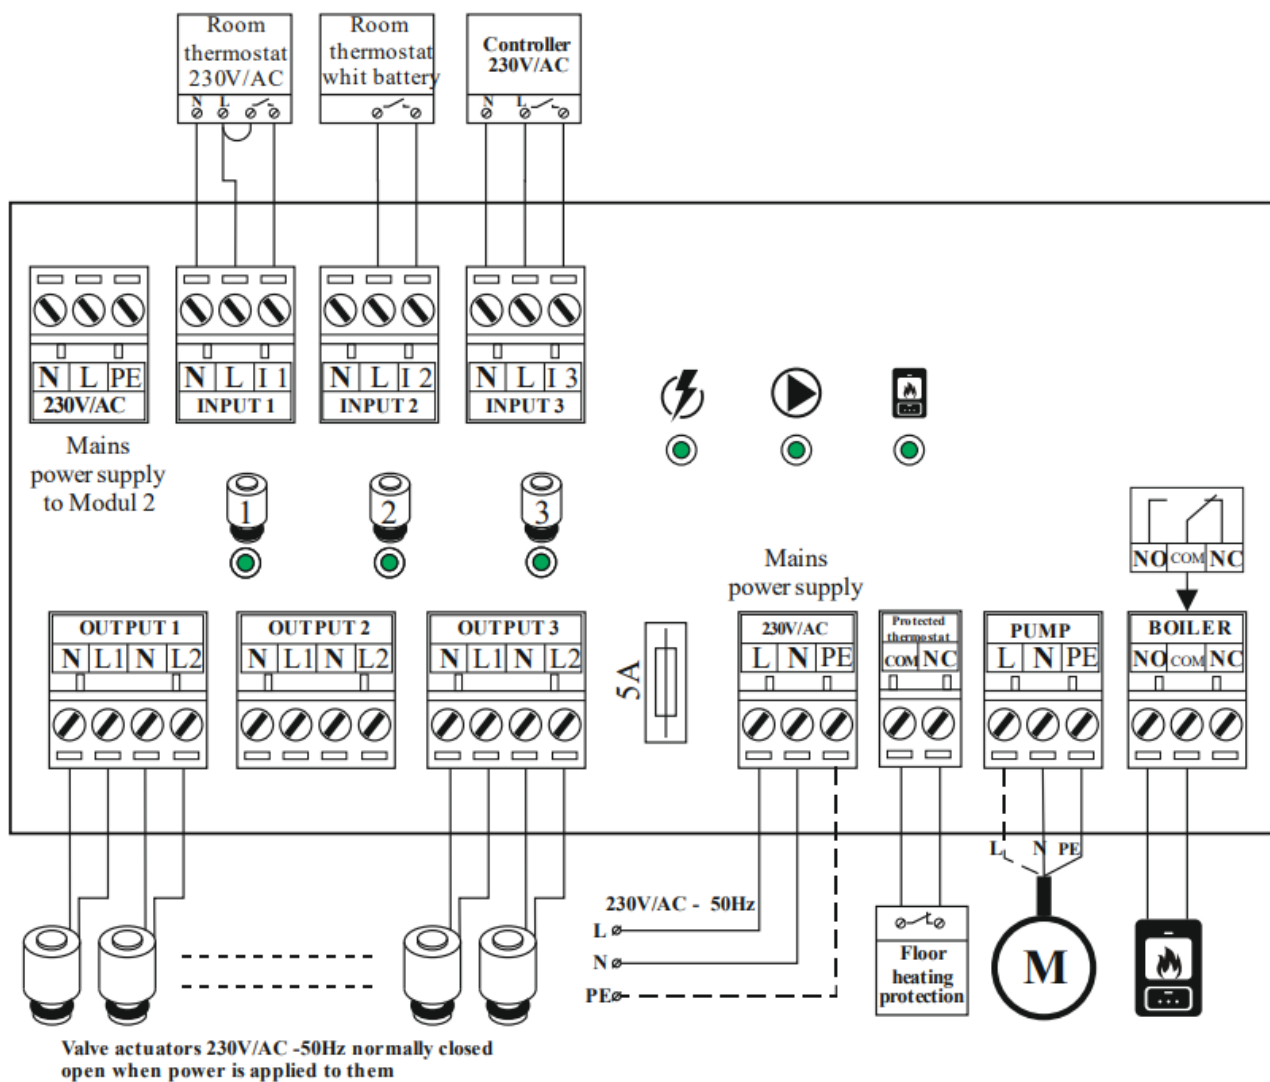 Room
thermostat
230V/AC
N L
Room
thermostat
whit battery
Controller
230V/AC
N L
N L PE
230V/AC
N L I 1
INPUT 1
N L I 2
INPUT 2
N L I 3
INPUT 3
Mains
power supply
to Modul 2
1
2
3
NO COM NC
Mains
power supply
OUTPUT 1
N L1 N L2
OUTPUT 2
N L1 N L2
OUTPUT 3
N L1 N L2
5A
230V/AC
L N PE
Protected
thermostat
COM NC
PUMP
L N PE
BOILER
NO COM NC
L N PE
230V/AC - 50Hz
L
N
PE
Floor
heating
protection
M
Valve actuators 230V/AC -50Hz normally closed
open when power is applied to them